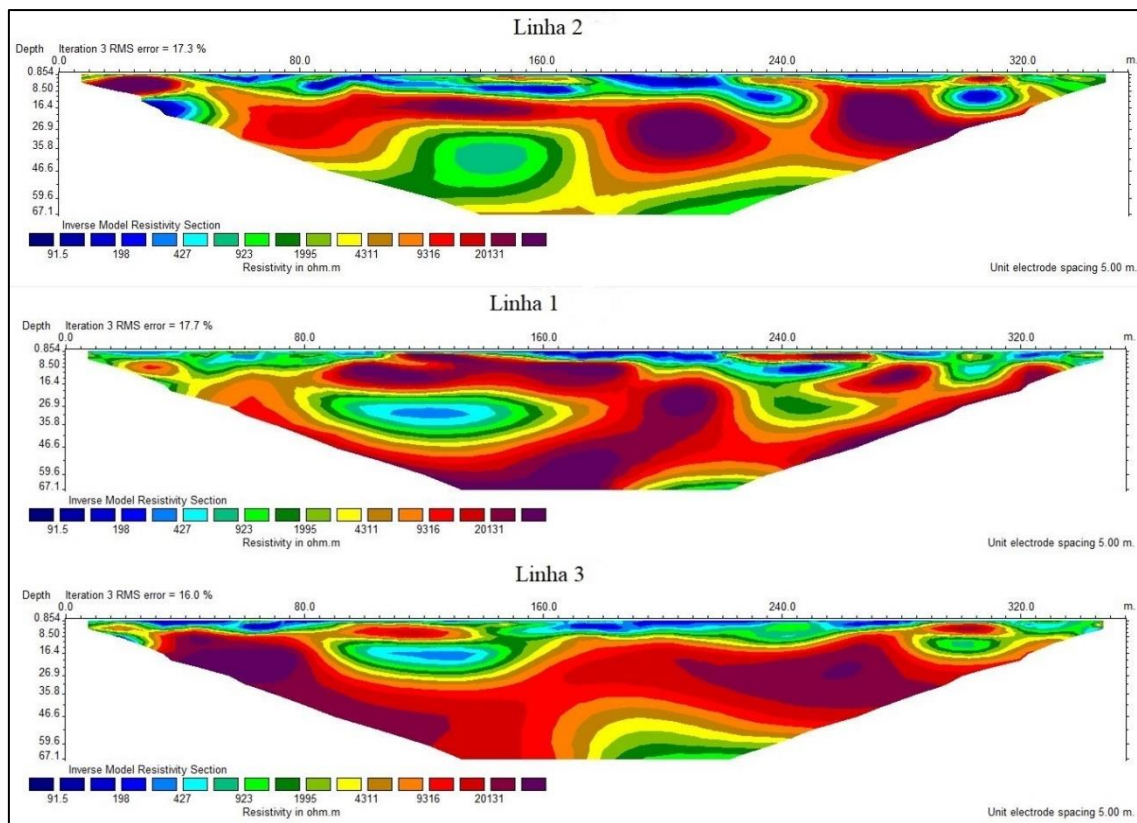 Linha 2
Depth Iteration 3 RMS error = 17.3 %
0.0 80.0 160.0 240.0 320.0 m.
0.854
8.50
16.4
26.9
35.8
46.6
59.6
67.1
Inverse Model Resistivity Section
91.5 198 427 923 1995 4311 9316 20131
Resistivity in ohm.m
Unit electrode spacing 5.00 m.
Linha 1
Depth Iteration 3 RMS error = 17.7 %
0.0 80.0 160.0 240.0 320.0 m.
0.854
8.50
16.4
26.9
35.8
46.6
59.6
67.1
Inverse Model Resistivity Section
91.5 198 427 923 1995 4311 9316 20131
Resistivity in ohm.m
Unit electrode spacing 5.00 m.
Linha 3
Depth Iteration 3 RMS error = 16.0 %
0.0 80.0 160.0 240.0 320.0 m.
0.854
8.50
16.4
26.9
35.8
46.6
59.6
67.1
Inverse Model Resistivity Section
91.5 198 427 923 1995 4311 9316 20131
Resistivity in ohm.m
Unit electrode spacing 5.00 m.